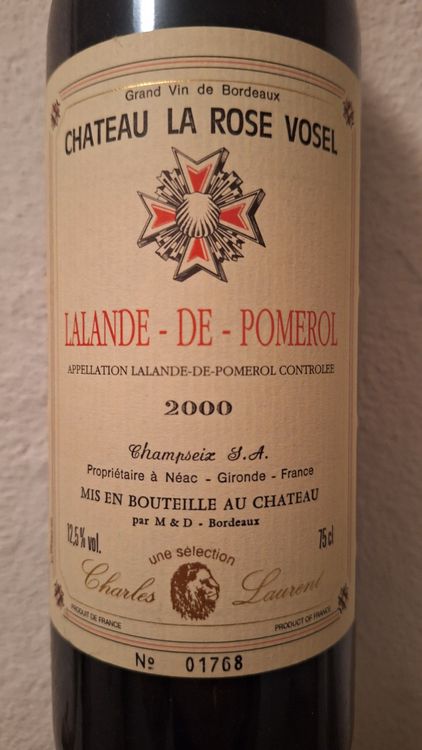 Grand Vin de Bordeaux
CHATEAU LA ROSE VOSEL
LALANDE - DE - POMEROL
APPELLATION LALANDE-DE-POMEROL CONTROLEE
2000
Champseix S.A.
Propriétaire à Néac - Gironde - France
MIS EN BOUTEILLE AU CHATEAU
par M & D - Bordeaux
12,5% vol.
75 cl
une sélection
Charles Laurent
PRODUIT DE FRANCE
PRODUCT OF FRANCE
No 01768